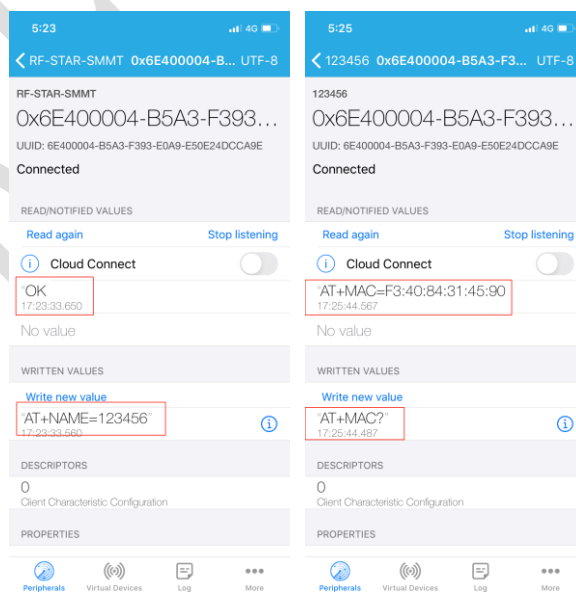 5:23
4G
RF-STAR-SMMT 0x6E400004-B... UTF-8
RF-STAR-SMMT
0x6E400004-B5A3-F393...
UUID: 6E400004-B5A3-F393-E0A9-E50E24DCCA9E
Connected
READ/NOTIFIED VALUES
Read again
Stop listening
Cloud Connect
"OK
17:23:33.650
No value
WRITTEN VALUES
Write new value
"AT+NAME=123456"
17:23:33.560
DESCRIPTORS
0
Client Characteristic Configuration
PROPERTIES
Peripherals
Virtual Devices
Log
More
5:25
4G
123456 0x6E400004-B5A3-F3... UTF-8
123456
0x6E400004-B5A3-F393...
UUID: 6E400004-B5A3-F393-E0A9-E50E24DCCA9E
Connected
READ/NOTIFIED VALUES
Read again
Stop listening
Cloud Connect
"AT+MAC=F3:40:84:31:45:90
17:25:44.567
No value
WRITTEN VALUES
Write new value
"AT+MAC?"
17:25:44.487
DESCRIPTORS
0
Client Characteristic Configuration
PROPERTIES
Peripherals
Virtual Devices
Log
More